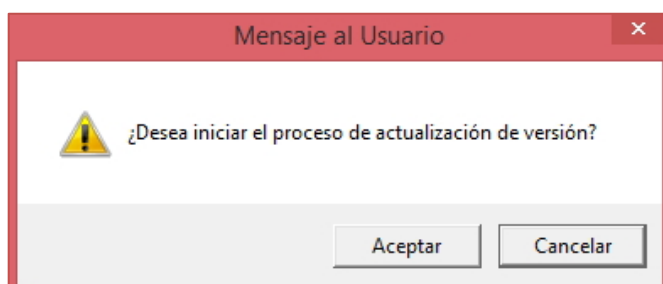 Mensaje al Usuario
¿Desea iniciar el proceso de actualización de versión?
Aceptar
Cancelar